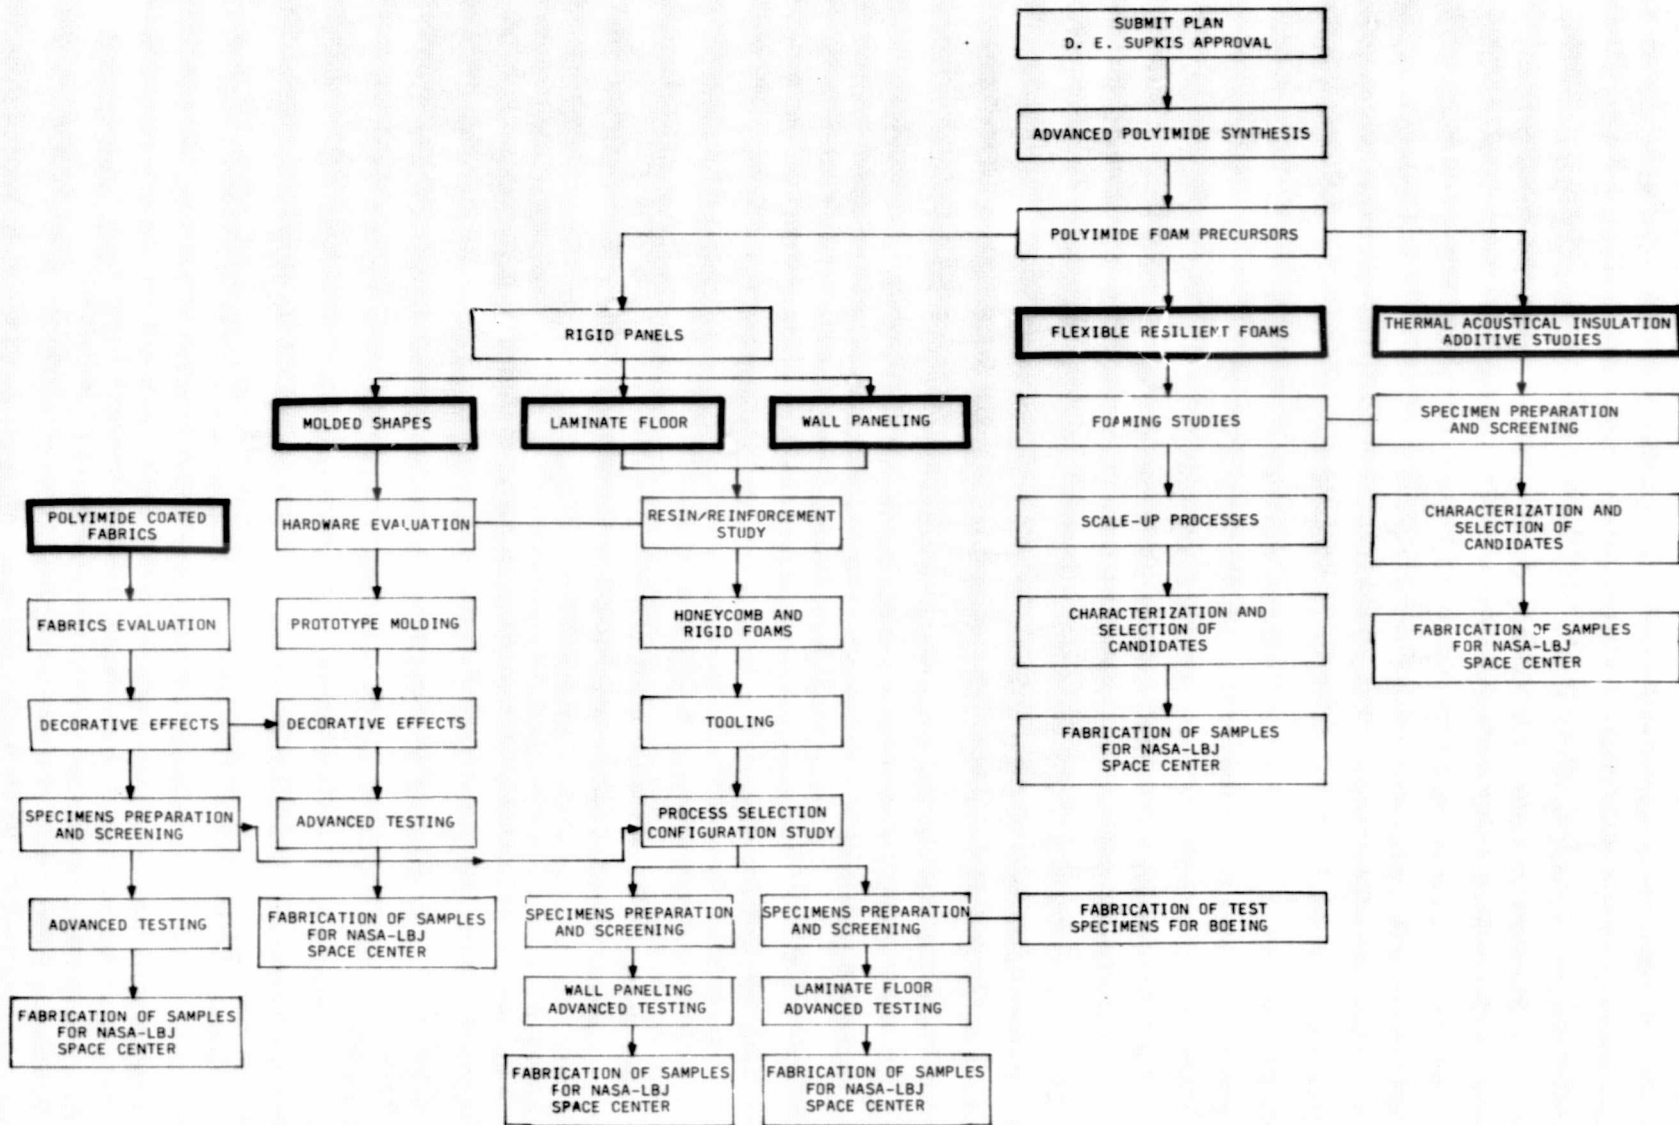 SUBMIT PLAN
D. E. SUPKIS APPROVAL
ADVANCED POLYIMIDE SYNTHESIS
POLYIMIDE FOAM PRECURSORS
RIGID PANELS
FLEXIBLE RESILIENT FOAMS
THERMAL ACOUSTICAL INSULATION
ADDITIVE STUDIES
MOLDED SHAPES
LAMINATE FLOOR
WALL PANELING
FOAMING STUDIES
SPECIMEN PREPARATION
AND SCREENING
POLYIMIDE COATED
FABRICS
HARDWARE EVALUATION
RESIN/REINFORCEMENT
STUDY
SCALE-UP PROCESSES
CHARACTERIZATION AND
SELECTION OF
CANDIDATES
FABRICS EVALUATION
PROTOTYPE MOLDING
HONEYCOMB AND
RIGID FOAMS
CHARACTERIZATION AND
SELECTION OF
CANDIDATES
FABRICATION OF SAMPLES
FOR NASA-LBJ
SPACE CENTER
DECORATIVE EFFECTS
DECORATIVE EFFECTS
TOOLING
FABRICATION OF SAMPLES
FOR NASA-LBJ
SPACE CENTER
SPECIMENS PREPARATION
AND SCREENING
ADVANCED TESTING
PROCESS SELECTION
CONFIGURATION STUDY
ADVANCED TESTING
FABRICATION OF SAMPLES
FOR NASA-LBJ
SPACE CENTER
SPECIMENS PREPARATION
AND SCREENING
SPECIMENS PREPARATION
AND SCREENING
FABRICATION OF TEST
SPECIMENS FOR BOEING
FABRICATION OF SAMPLES
FOR NASA-LBJ
SPACE CENTER
WALL PANELING
ADVANCED TESTING
LAMINATE FLOOR
ADVANCED TESTING
FABRICATION OF SAMPLES
FOR NASA-LBJ
SPACE CENTER
FABRICATION OF SAMPLES
FOR NASA-LBJ
SPACE CENTER